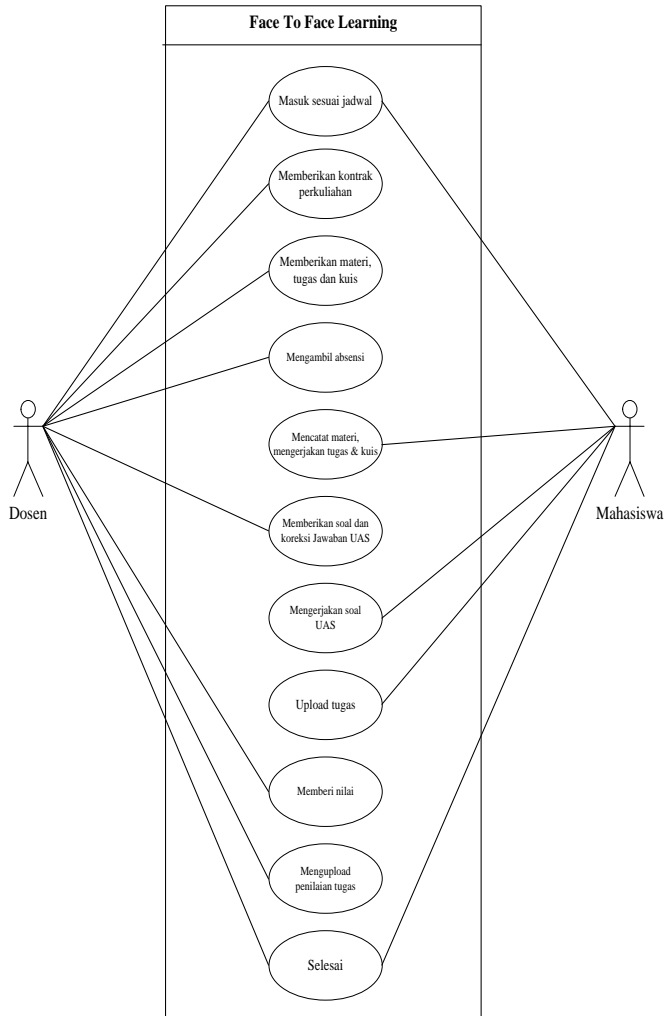 Face To Face Learning
Masuk sesuai jadwal
Memberikan kontrak
perkuliahan
Memberikan materi,
tugas dan kuis
Mengambil absensi
Mencatat materi,
mengerjakan tugas & kuis
Dosen
Mahasiswa
Memberikan soal dan
koreksi Jawaban UAS
Mengerjakan soal
UAS
Upload tugas
Memberi nilai
Mengupload
penilaian tugas
Selesai